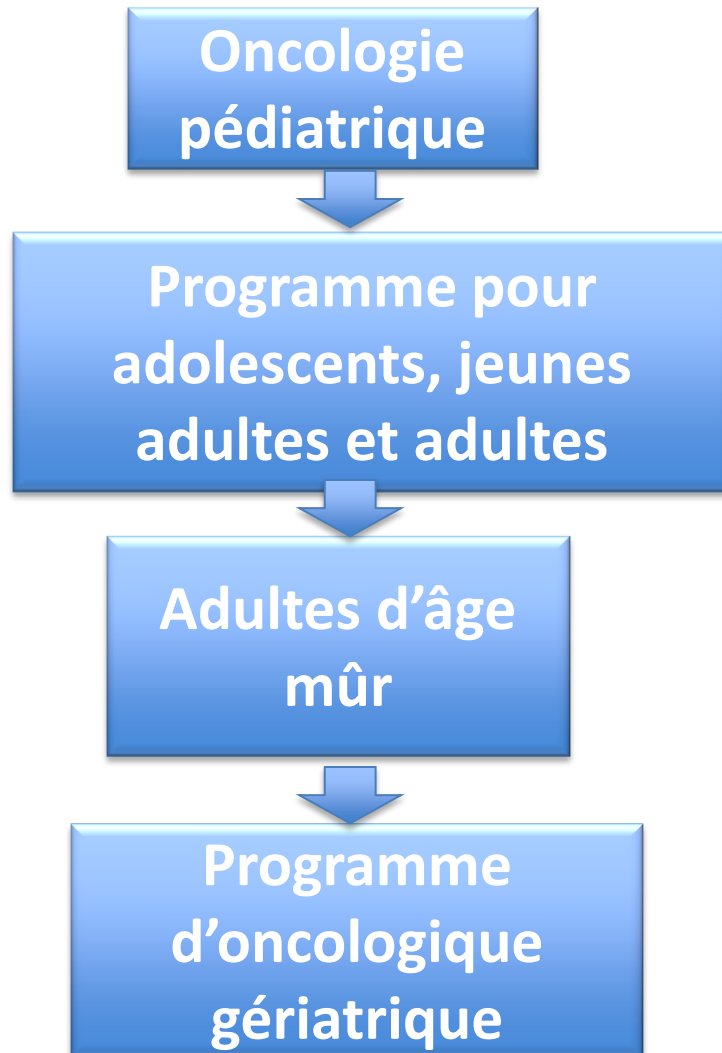 Oncologie
pédiatrique
Programme pour
adolescents, jeunes
adultes et adultes
Adultes d’âge
mûr
Programme
d’oncologique
gériatrique